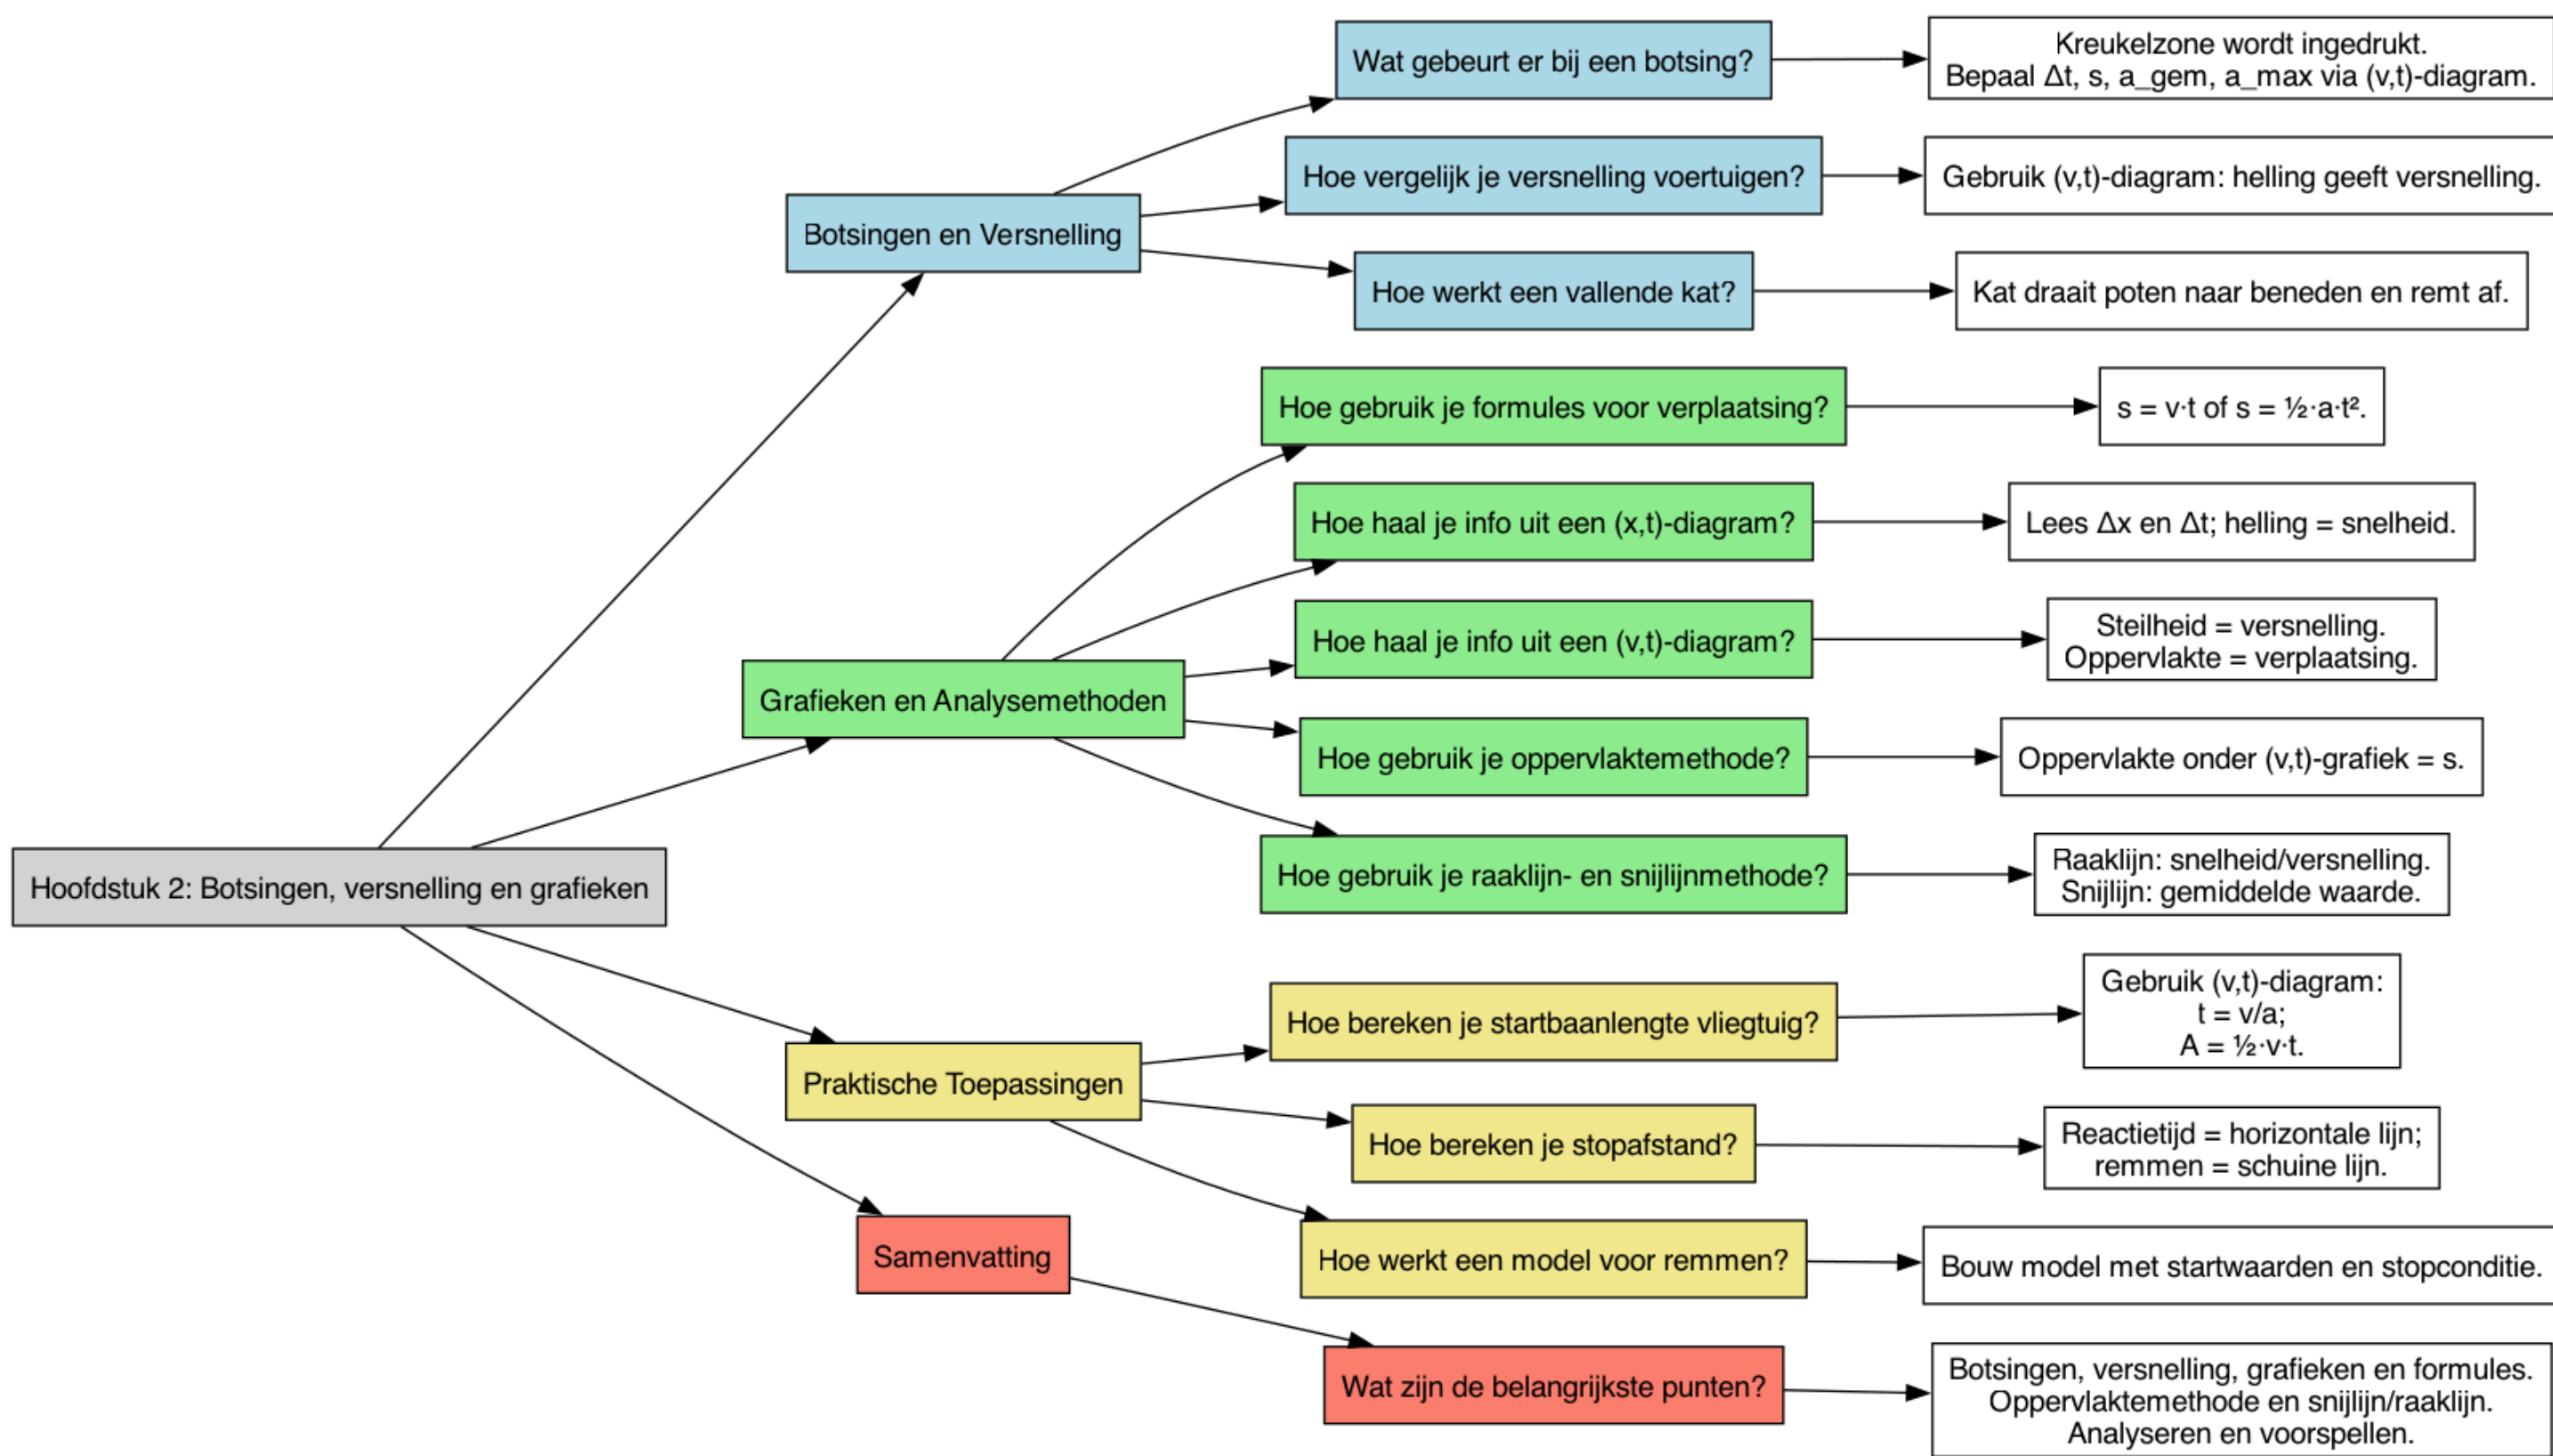 Hoofdstuk 2: Botsingen, versnelling en grafieken
Botsingen en Versnelling
Wat gebeurt er bij een botsing?
Kreukelzone wordt ingedrukt.
Bepaal Δt, s, a_gem, a_max via (v,t)-diagram.
Hoe vergelijk je versnelling voertuigen?
Gebruik (v,t)-diagram: helling geeft versnelling.
Hoe werkt een vallende kat?
Kat draait poten naar beneden en remt af.
Grafieken en Analysemethoden
Hoe gebruik je formules voor verplaatsing?
s = v·t of s = ½·a·t².
Hoe haal je info uit een (x,t)-diagram?
Lees Δx en Δt; helling = snelheid.
Hoe haal je info uit een (v,t)-diagram?
Steilheid = versnelling.
Oppervlakte = verplaatsing.
Hoe gebruik je oppervlaktemethode?
Oppervlakte onder (v,t)-grafiek = s.
Hoe gebruik je raaklijn- en snijlijnmethode?
Raaklijn: snelheid/versnelling.
Snijlijn: gemiddelde waarde.
Praktische Toepassingen
Hoe bereken je startbaanlengte vliegtuig?
Gebruik (v,t)-diagram:
t = v/a;
A = ½·v·t.
Hoe bereken je stopafstand?
Reactietijd = horizontale lijn;
remmen = schuine lijn.
Hoe werkt een model voor remmen?
Bouw model met startwaarden en stopconditie.
Samenvatting
Wat zijn de belangrijkste punten?
Botsingen, versnelling, grafieken en formules.
Oppervlaktemethode en snijlijn/raaklijn.
Analyseren en voorspellen.